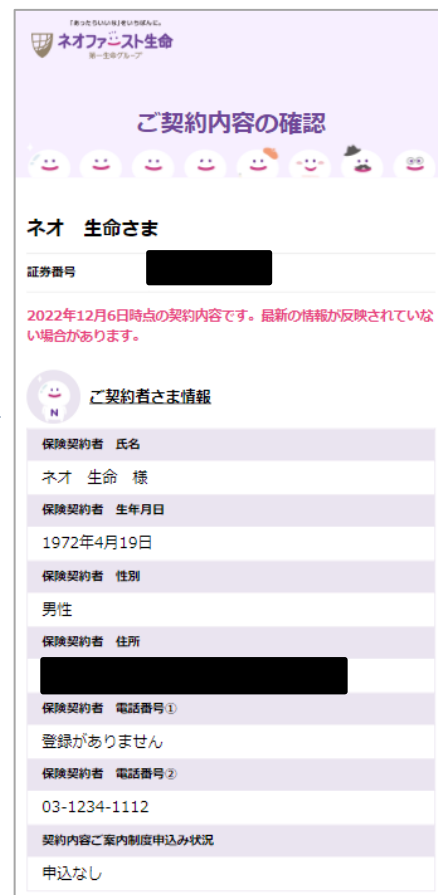 「あったらいいな」をいちばんに。
ネオファースト生命
第一生命グループ
ご契約内容の確認
ネオ　生命さま
証券番号
2022年12月6日時点の契約内容です。最新の情報が反映されていな
い場合があります。
N
ご契約者さま情報
保険契約者　氏名
ネオ　生命　様
保険契約者　生年月日
1972年4月19日
保険契約者　性別
男性
保険契約者　住所
保険契約者　電話番号①
登録がありません
保険契約者　電話番号②
03-1234-1112
契約内容ご案内制度申込み状況
申込なし